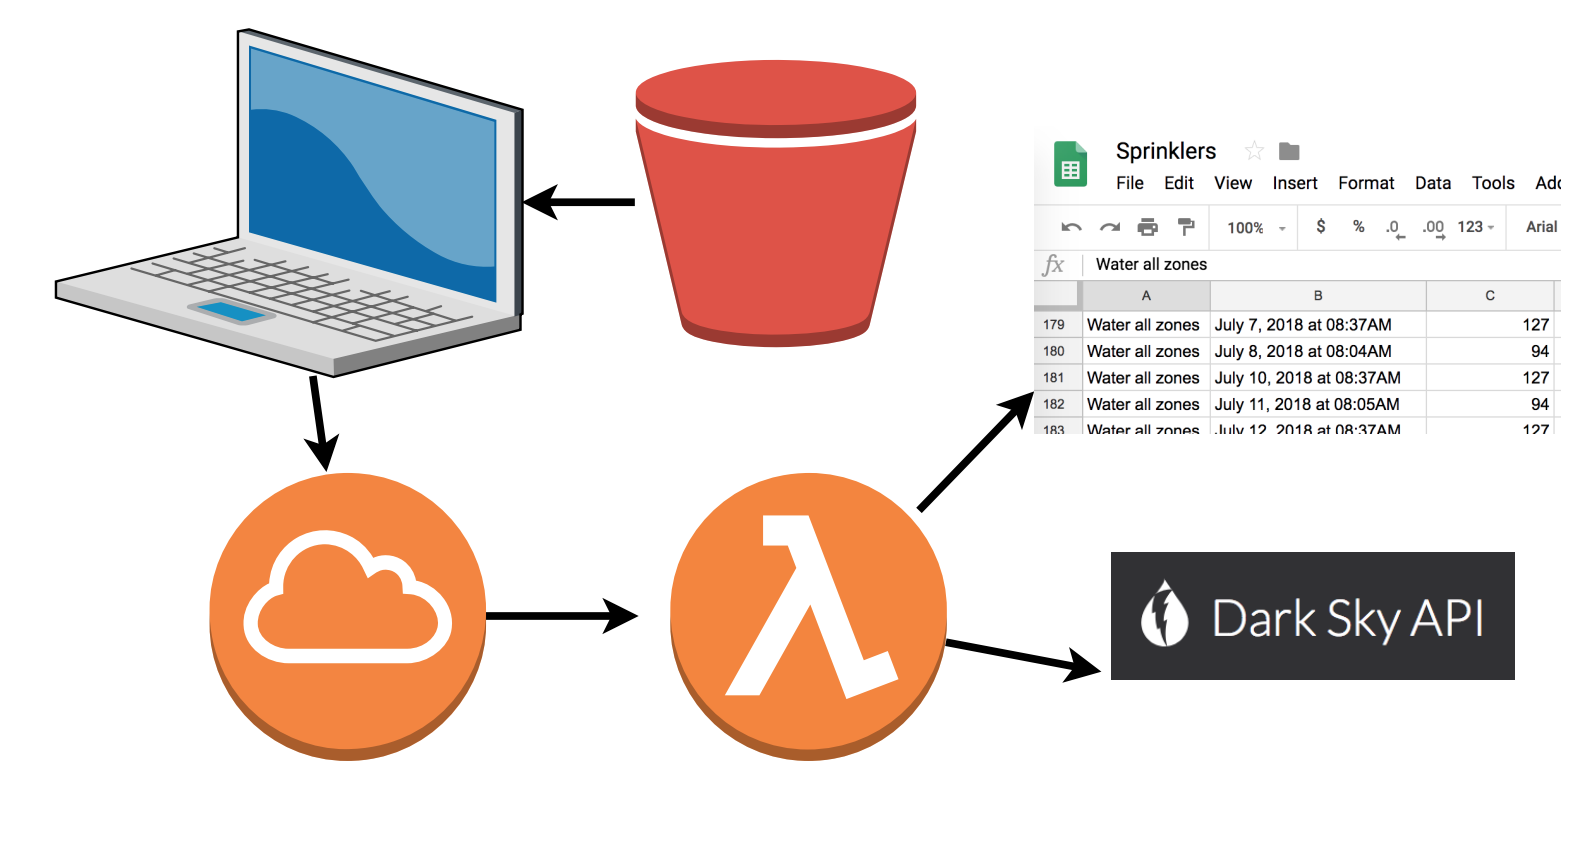 Sprinklers
File Edit View Insert Format Data Tools
100% $ % .0 .00 123 Arial
fx Water all zones
A B C
179 Water all zones July 7, 2018 at 08:37AM 127
180 Water all zones July 8, 2018 at 08:04AM 94
181 Water all zones July 10, 2018 at 08:37AM 127
182 Water all zones July 11, 2018 at 08:05AM 94
183 Water all zones July 12, 2018 at 08:37AM 127
λ
Dark Sky API